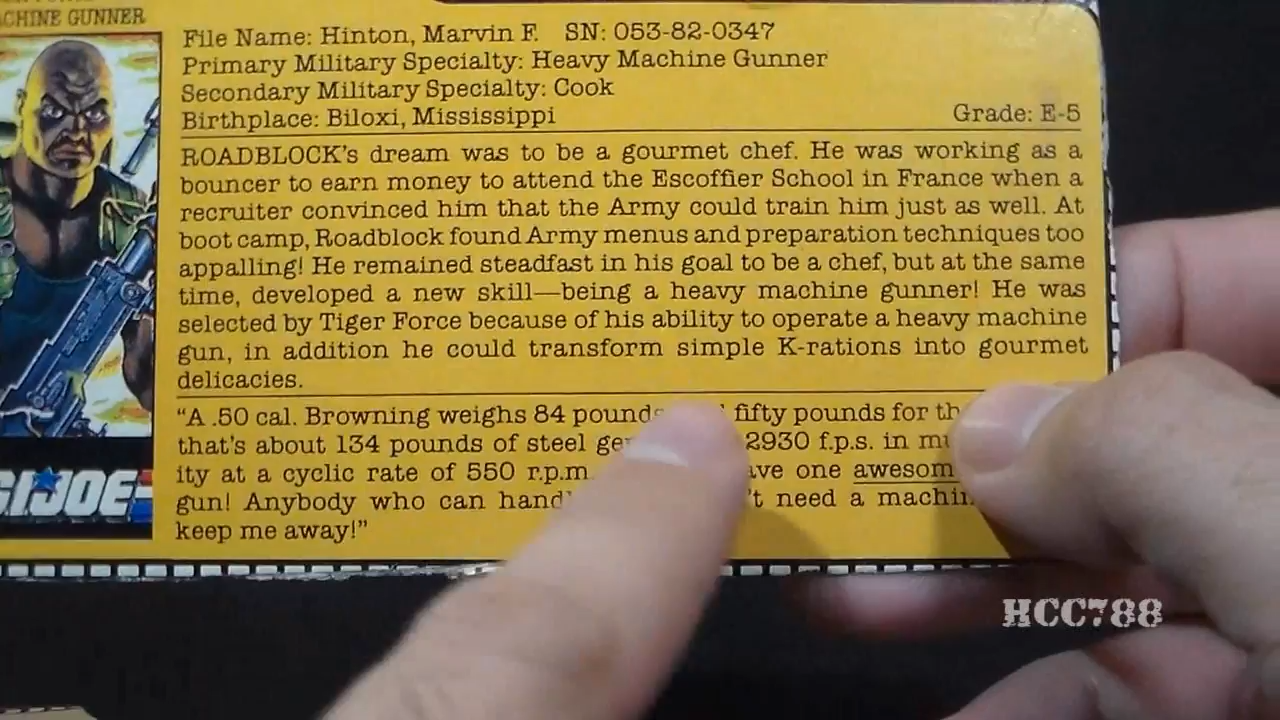 CHINE GUNNER
File Name: Hinton, Marvin F. SN: 053-82-0347
Primary Military Specialty: Heavy Machine Gunner
Secondary Military Specialty: Cook
Birthplace: Biloxi, Mississippi Grade: E-5
ROADBLOCK's dream was to be a gourmet chef. He was working as a
bouncer to earn money to attend the Escoffier School in France when a
recruiter convinced him that the Army could train him just as well. At
boot camp, Roadblock found Army menus and preparation techniques too
appalling! He remained steadfast in his goal to be a chef, but at the same
time, developed a new skill—being a heavy machine gunner! He was
selected by Tiger Force because of his ability to operate a heavy machine
gun, in addition he could transform simple K-rations into gourmet
delicacies.
"A .50 cal. Browning weighs 84 pounds fifty pounds for
that's about 134 pounds of steel 2930 f.p.s. in
ity at a cyclic rate of 550 r.p.m. one
gun! Anybody who can need a
keep me away!"
GI JOE
HCC788